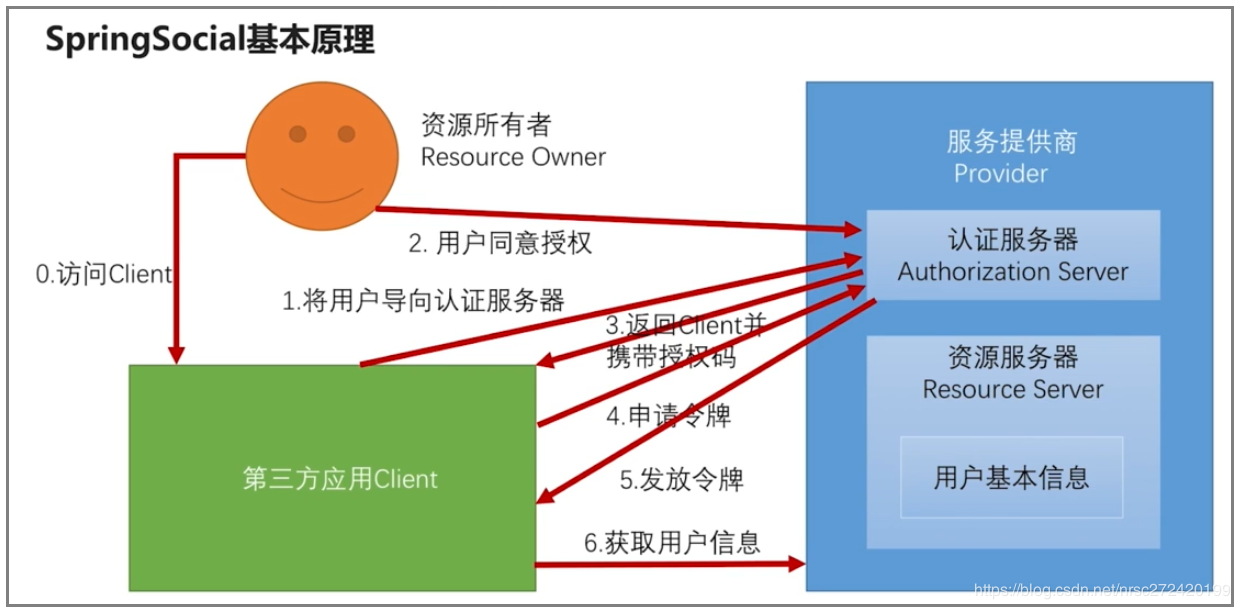 SpringSocial基本原理
资源所有者
Resource Owner
服务提供商
Provider
2. 用户同意授权
认证服务器
Authorization Server
0.访问Client
1.将用户导向认证服务器
3.返回Client并
携带授权码
资源服务器
Resource Server
4.申请令牌
第三方应用Client
5.发放令牌
用户基本信息
6.获取用户信息
https://blog.csdn.net/nrsc272420199